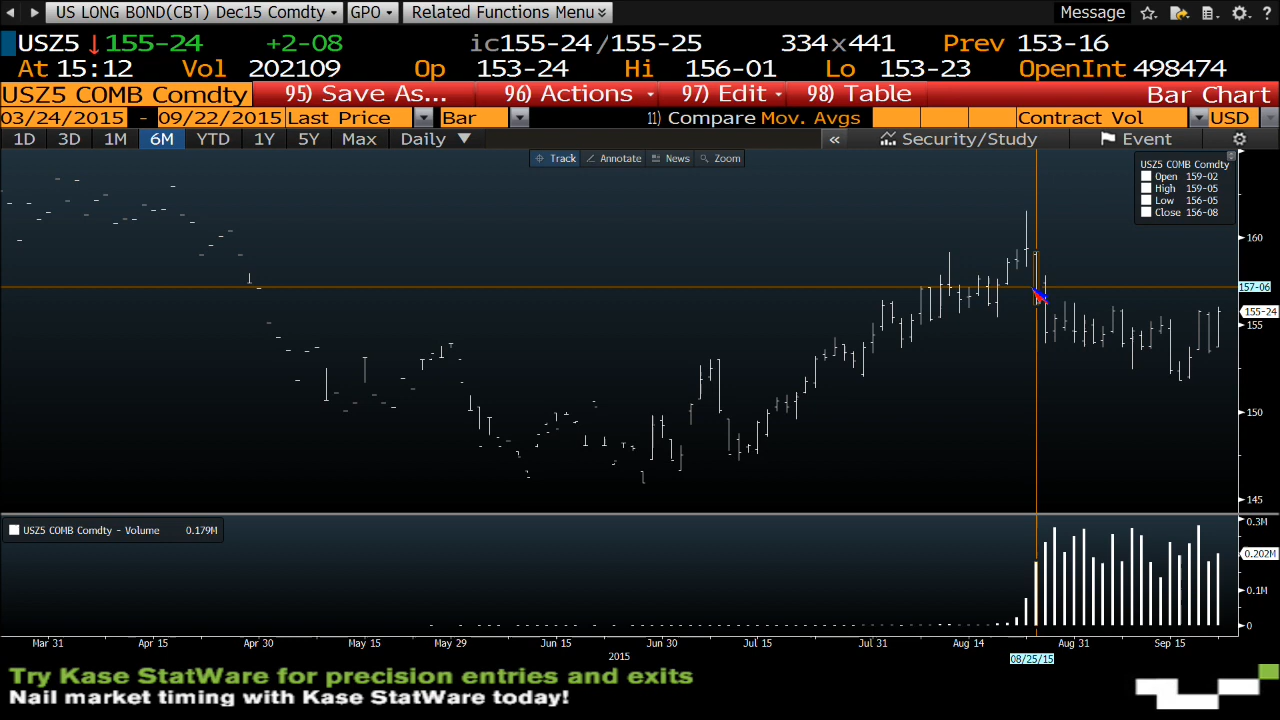 US LONG BOND(CBT) Dec15 Comdty GPO Related Functions Menu Message ?
USZ5 155-24 +2-08 ic155-24/155-25 334x441 Prev 153-16
At 15:12 Vol 202109 Op 153-24 Hi 156-01 Lo 153-23 OpenInt 498474
USZ5 COMB Comdty 95) Save As... 96) Actions 97) Edit 98) Table Bar Chart
03/24/2015 - 09/22/2015 Last Price Bar 11) Compare Mov. Avgs Contract Vol USD
1D 3D 1M 6M YTD 1Y 5Y Max Daily « Security/Study Event
Track Annotate News Zoom
USZ5 COMB Comdty
Open 159-02
High 159-05
Low 156-05
Close 156-08
160
157-06
155-24
155
150
145
USZ5 COMB Comdty - Volume 0.179M
0.3M
0.202M
0.1M
0
Mar 31 Apr 15 Apr 30 May 15 May 29 Jun 15 Jun 30 Jul 15 Jul 31 Aug 14 Aug 31 Sep 15
2015 08/25/15
Try Kase StatWare for precision entries and exits
Nail market timing with Kase StatWare today!